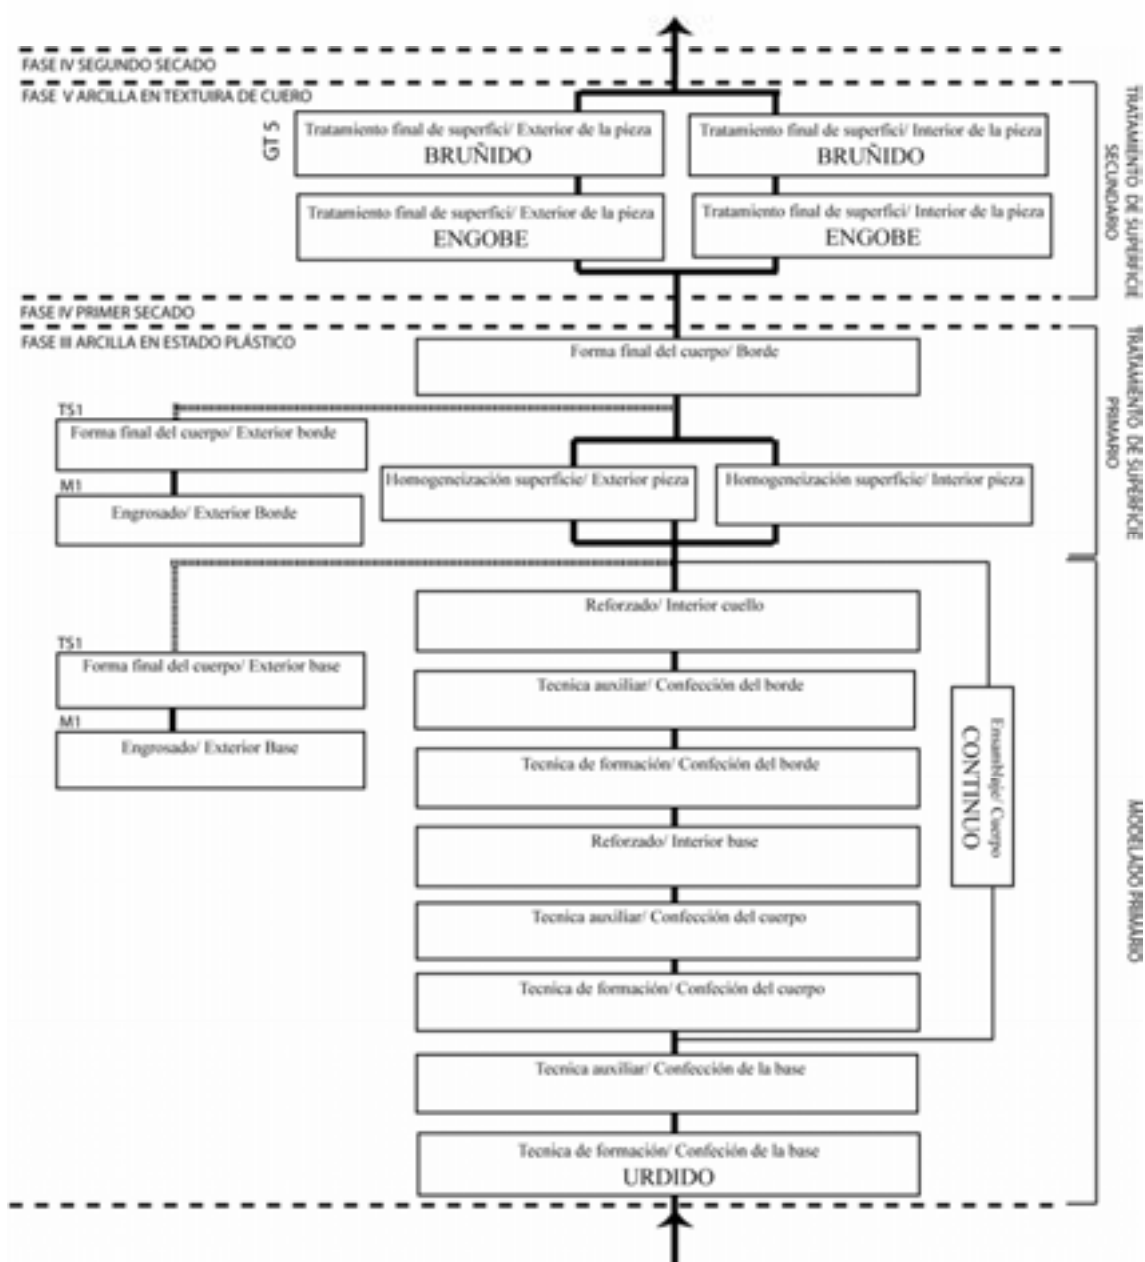 FASE IV SEGUNDO SECADO
FASE V ARCILLA EN TEXTUIRA DE CUERO
GT 5
Tratamiento final de superfici/ Exterior de la pieza
BRUÑIDO
Tratamiento final de superfici/ Interior de la pieza
BRUÑIDO
Tratamiento final de superfici/ Exterior de la pieza
ENGOBE
Tratamiento final de superfici/ Interior de la pieza
ENGOBE
TRATAMIENTO DE SUPERFICIE
SECUNDARIO
FASE IV PRIMER SECADO
FASE III ARCILLA EN ESTADO PLÁSTICO
Forma final del cuerpo/ Borde
TS1
Forma final del cuerpo/ Exterior borde
M1
Engrosado/ Exterior Borde
Homogeneización superficie/ Exterior pieza
Homogeneización superficie/ Interior pieza
TRATAMIENTO DE SUPERFICIE
PRIMARIO
Reforzado/ Interior cuello
TS1
Forma final del cuerpo/ Exterior base
M1
Engrosado/ Exterior Base
Tecnica auxiliar/ Confección del borde
Tecnica de formación/ Confeción del borde
Reforzado/ Interior base
Tecnica auxiliar/ Confección del cuerpo
Tecnica de formación/ Confeción del cuerpo
Ensamblaje/ Cuerpo
CONTINUO
Tecnica auxiliar/ Confección de la base
Tecnica de formación/ Confeción de la base
URDIDO
MODELADO PRIMARIO